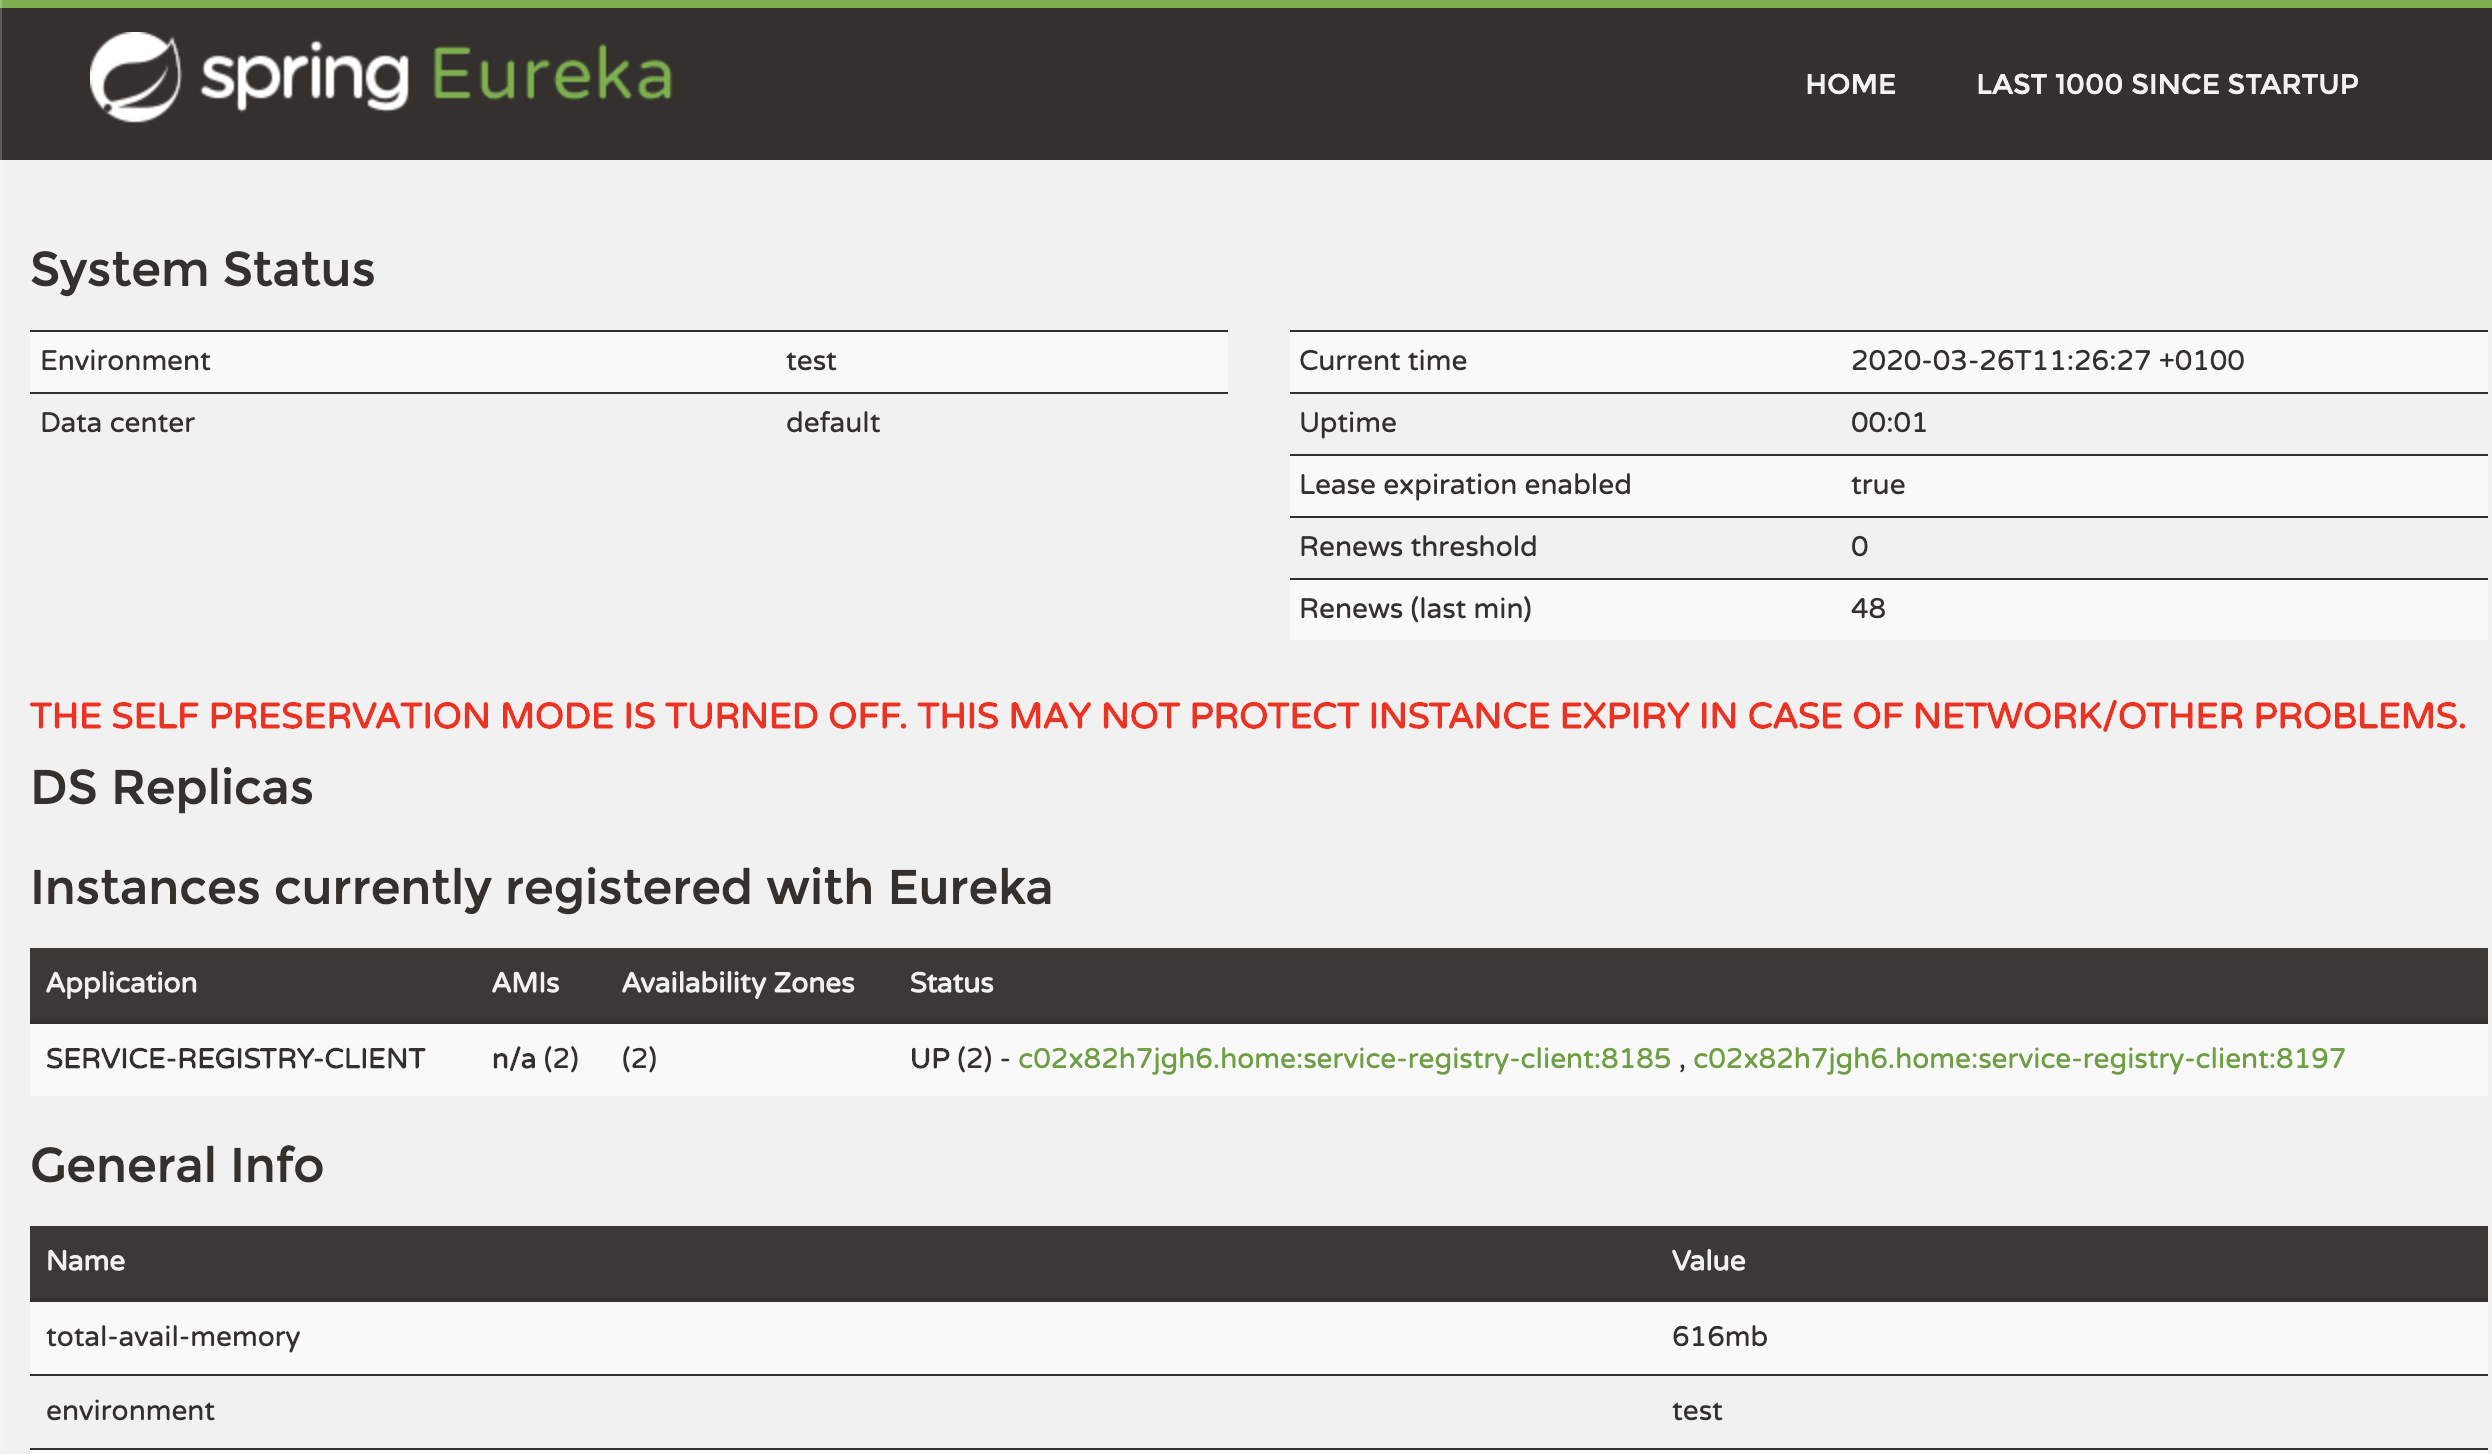 spring Eureka
HOME LAST 1000 SINCE STARTUP
System Status
Environment test
Data center default
Current time 2020-03-26T11:26:27 +0100
Uptime 00:01
Lease expiration enabled true
Renews threshold 0
Renews (last min) 48
THE SELF PRESERVATION MODE IS TURNED OFF. THIS MAY NOT PROTECT INSTANCE EXPIRY IN CASE OF NETWORK/OTHER PROBLEMS.
DS Replicas
Instances currently registered with Eureka
Application AMIs Availability Zones Status
SERVICE-REGISTRY-CLIENT n/a (2) (2) UP (2) - c02x82h7jgh6.home:service-registry-client:8185 , c02x82h7jgh6.home:service-registry-client:8197
General Info
Name Value
total-avail-memory 616mb
environment test